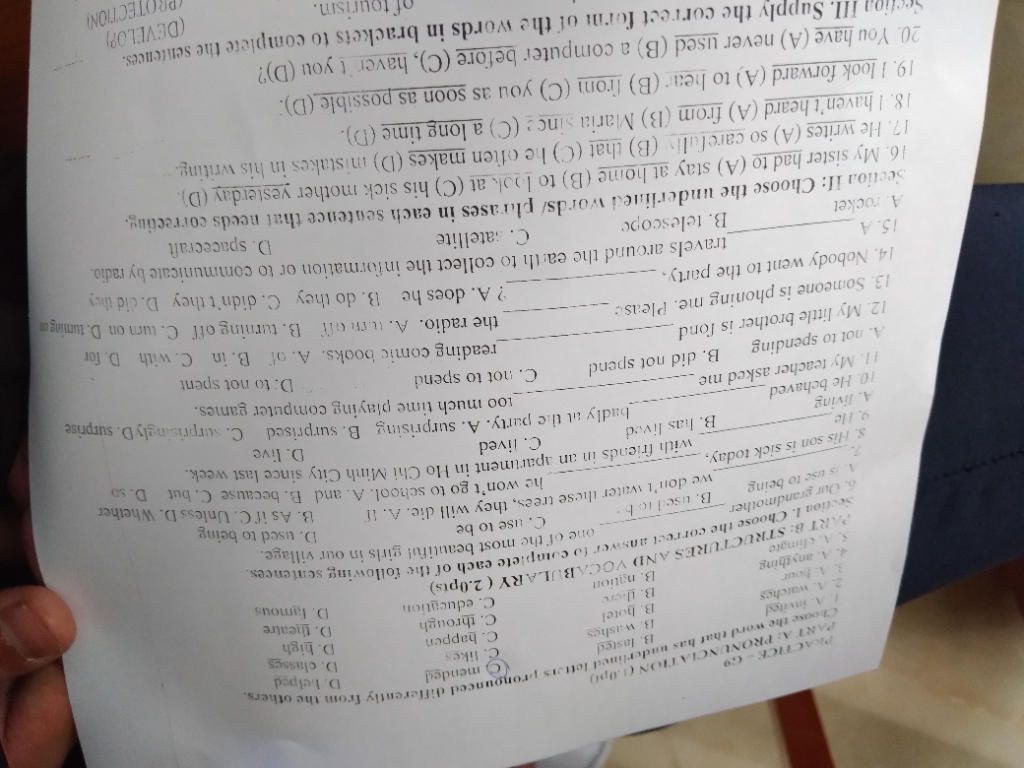 PRACTICE - G9
PART A: PRONUNCIATION (1.0pt)
Choose the word that has underlined letters pronounced differently from the others.
1. A. invited B. lasted C. mended D. helped
2. A. watches B. washes C. likes D. classes
3. A. hour B. hotel C. happen D. high
4. A. anything B. there C. through D. theatre
5. A. climate B. nation C. education D. famous
PART B: STRUCTURES AND VOCABULARY (2.0pts)
Section I. Choose the correct answer to complete each of the following sentences.
6. Our grandmother ________ one of the most beautiful girls in our village.
A. is use to being B. used to be C. use to be D. used to being
7. ________ we don't water these trees, they will die. A. If B. As if C. Unless D. Whether
8. His son is sick today, ________ he won't go to school. A. and B. because C. but D. so
9. He ________ with friends in an apartment in Ho Chi Minh City since last week.
A. living B. has lived C. lived D. live
10. He behaved ________ badly at the party. A. surprising B. surprised C. surprisingly D. surprise
11. My teacher asked me ________ too much time playing computer games.
A. not to spending B. did not spend C. not to spend D. to not spent
12. My little brother is fond ________ reading comic books. A. of B. in C. with D. for
13. Someone is phoning me. Please ________ the radio. A. turn off B. turning off C. turn on D. turning on
14. Nobody went to the party, ________? A. does he B. do they C. didn't they D. did they
15. A ________ travels around the earth to collect the information or to communicate by radio.
A. rocket B. telescope C. satellite D. spacecraft
Section II: Choose the underlined words/ phrases in each sentence that needs correcting.
16. My sister had to (A) stay at home (B) to look at (C) his sick mother yesterday (D).
17. He writes (A) so carefully (B) that (C) he often makes (D) mistakes in his writing.
18. I haven't heard (A) from (B) Maria since (C) a long time (D).
19. I look forward (A) to hear (B) from (C) you as soon as possible (D).
20. You have (A) never used (B) a computer before (C), haven't you (D)?
Section III. Supply the correct form of the words in brackets to complete the sentences.
(DEVELOP)
of tourism.
(PROTECTION)